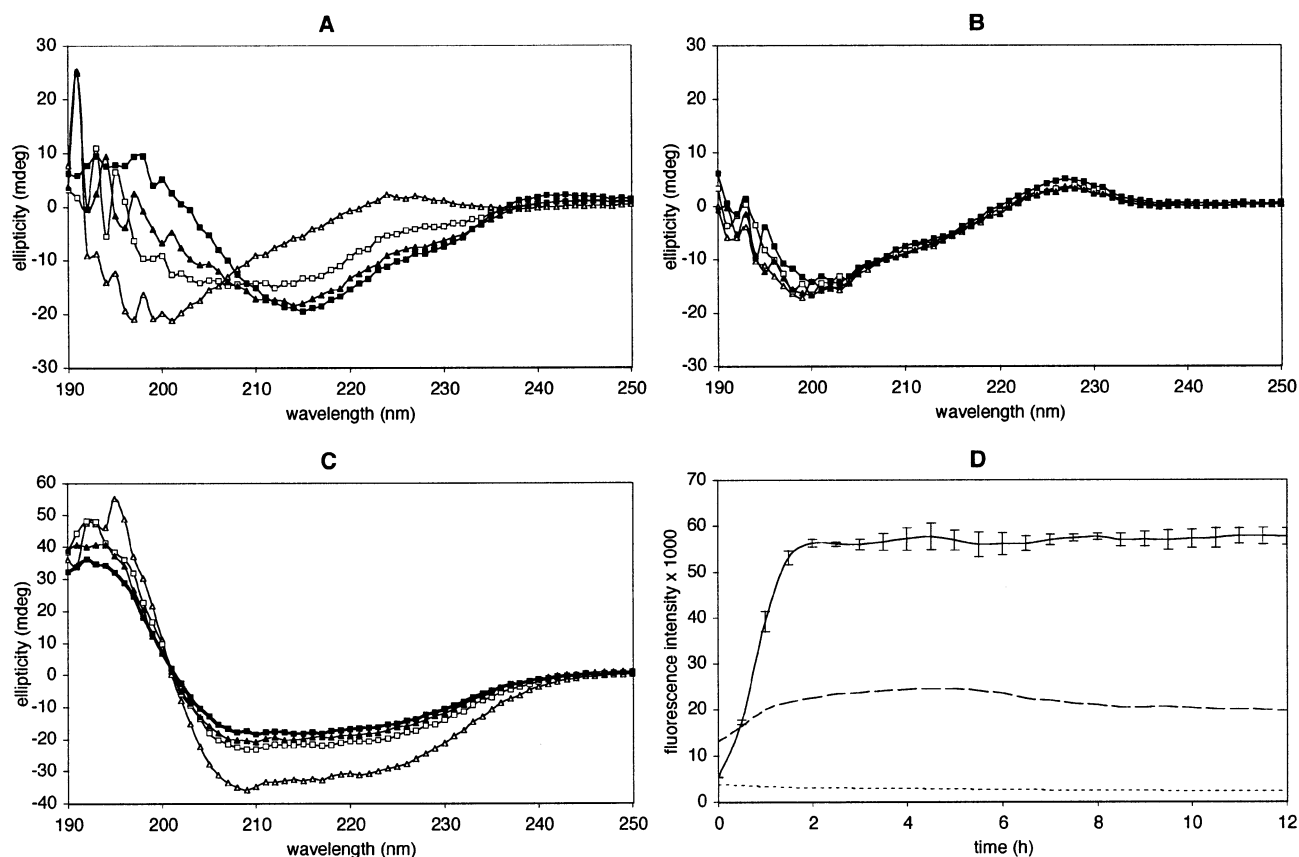 A
30
20
10
0
-10
-20
-30
ellipticity (mdeg)
190 200 210 220 230 240 250
wavelength (nm)
B
30
20
10
0
-10
-20
-30
ellipticity (mdeg)
190 200 210 220 230 240 250
wavelength (nm)
C
60
50
40
30
20
10
0
-10
-20
-30
-40
ellipticity (mdeg)
190 200 210 220 230 240 250
wavelength (nm)
D
70
60
50
40
30
20
10
0
fluorescence intensity x 1000
0 2 4 6 8 10 12
time (h)